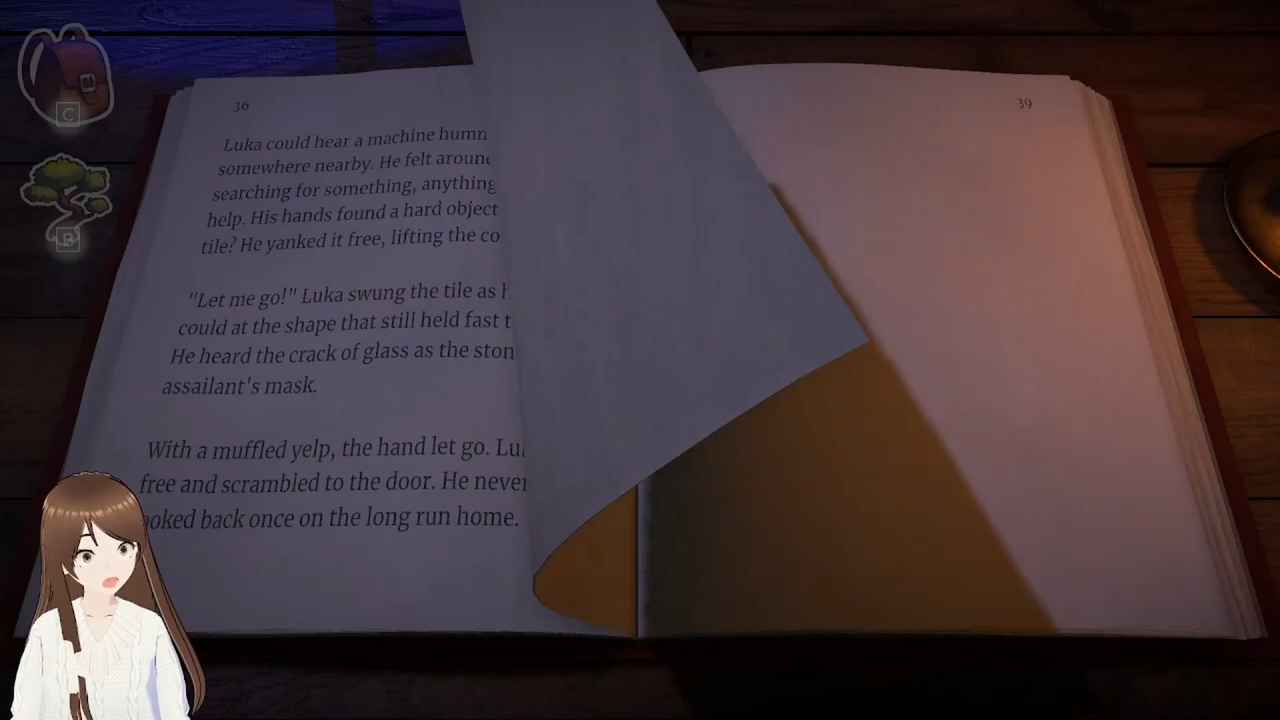 36
39
Luka could hear a machine humn
somewhere nearby. He felt around
searching for something, anything
help. His hands found a hard object
tile? He yanked it free, lifting the co
"Let me go!" Luka swung the tile as h
could at the shape that still held fast t
He heard the crack of glass as the ston
assailant's mask.
With a muffled yelp, the hand let go. Lu
free and scrambled to the door. He never
ooked back once on the long run home.
C
B